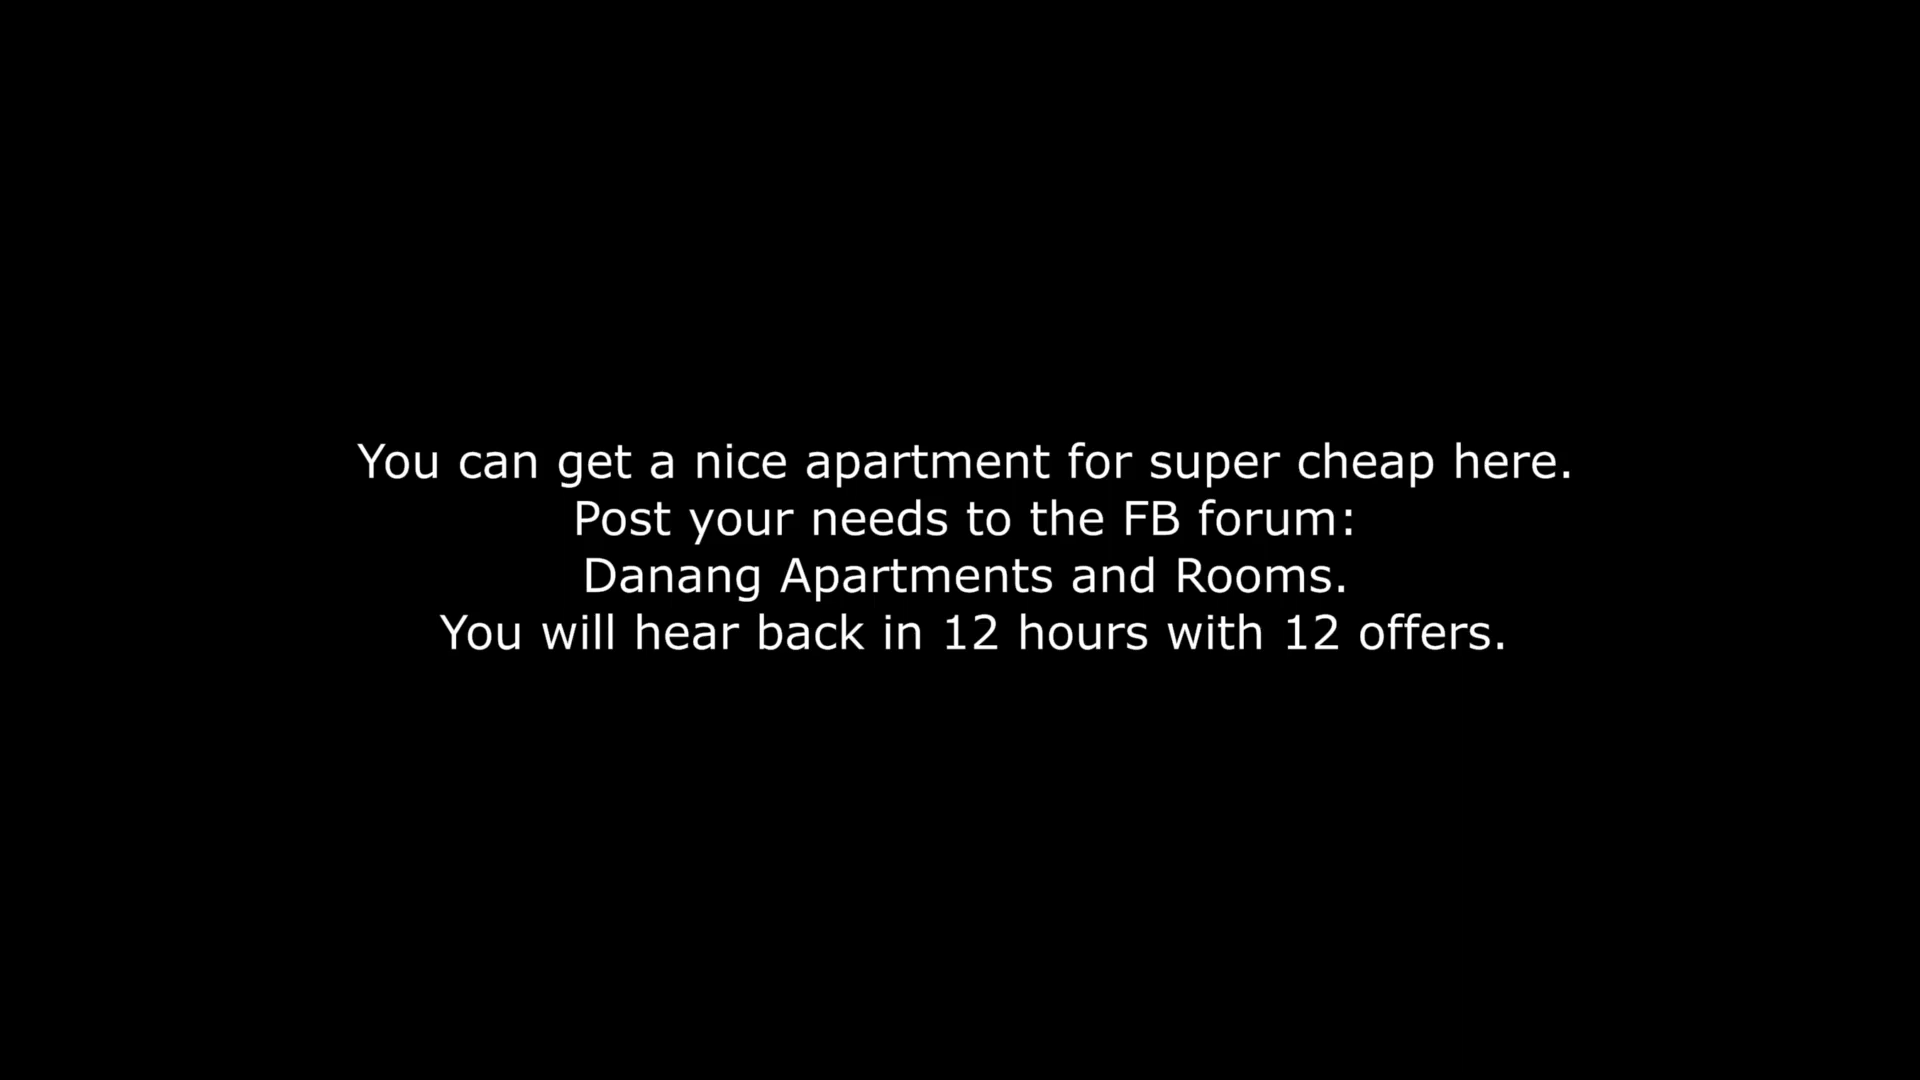 You can get a nice apartment for super cheap here.
Post your needs to the FB forum:
Danang Apartments and Rooms.
You will hear back in 12 hours with 12 offers.